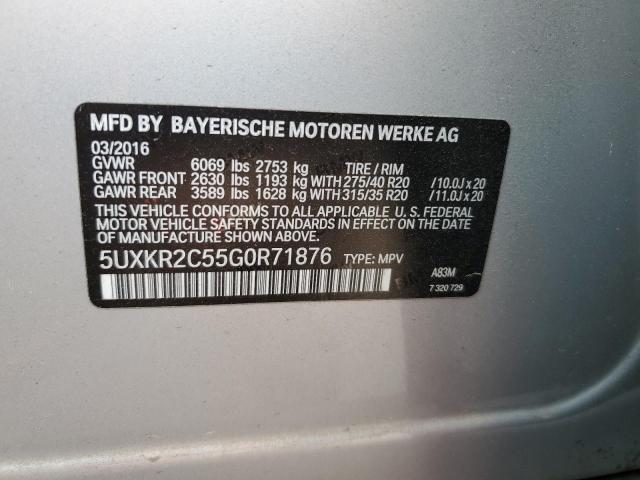 MFD BY BAYERISCHE MOTOREN WERKE AG
03/2016
GVWR 6069 lbs 2753 kg TIRE / RIM
GAWR FRONT 2630 lbs 1193 kg WITH 275/40 R20 /10.0J x 20
GAWR REAR 3589 lbs 1628 kg WITH 315/35 R20 /11.0J x 20
THIS VEHICLE CONFORMS TO ALL APPLICABLE U. S. FEDERAL
MOTOR VEHICLE SAFETY STANDARDS IN EFFECT ON THE
DATE OF MANUFACTURE SHOWN ABOVE.
5UXKR2C55G0R71876 TYPE: MPV
A83M
7 320 729